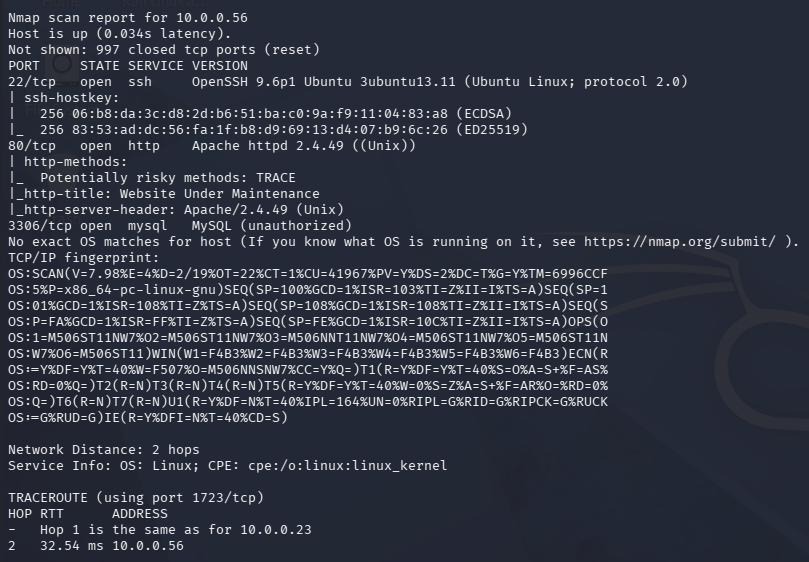 Nmap scan report for 10.0.0.56
Host is up (0.034s latency).
Not shown: 997 closed tcp ports (reset)
PORT     STATE SERVICE VERSION
22/tcp   open  ssh     OpenSSH 9.6p1 Ubuntu 3ubuntu13.11 (Ubuntu Linux; protocol 2.0)
| ssh-hostkey:
|   256 06:b8:da:3c:d8:2d:b6:51:ba:c0:9a:f9:11:04:83:a8 (ECDSA)
|_  256 83:53:ad:dc:56:fa:1f:b8:d9:69:13:d4:07:b9:6c:26 (ED25519)
80/tcp   open  http    Apache httpd 2.4.49 ((Unix))
| http-methods:
|_  Potentially risky methods: TRACE
|_http-title: Website Under Maintenance
|_http-server-header: Apache/2.4.49 (Unix)
3306/tcp open  mysql   MySQL (unauthorized)
No exact OS matches for host (If you know what OS is running on it, see https://nmap.org/submit/ ).
TCP/IP fingerprint:
OS:SCAN(V=7.98%E=4%D=2/19%OT=22%CT=1%CU=41967%PV=Y%DS=2%DC=T%G=Y%TM=6996CCF
OS:5%P=x86_64-pc-linux-gnu)SEQ(SP=100%GCD=1%ISR=103%TI=Z%II=I%TS=A)SEQ(SP=1
OS:01%GCD=1%ISR=108%TI=Z%TS=A)SEQ(SP=108%GCD=1%ISR=108%TI=Z%II=I%TS=A)SEQ(S
OS:P=FA%GCD=1%ISR=FF%TI=Z%TS=A)SEQ(SP=FE%GCD=1%ISR=10C%TI=Z%II=I%TS=A)OPS(O
OS:1=M506ST11NW7%O2=M506ST11NW7%O3=M506NNT11NW7%O4=M506ST11NW7%O5=M506ST11N
OS:W7%O6=M506ST11)WIN(W1=F4B3%W2=F4B3%W3=F4B3%W4=F4B3%W5=F4B3%W6=F4B3)ECN(R
OS:=Y%DF=Y%T=40%W=F507%O=M506NNSNW7%CC=Y%Q=)T1(R=Y%DF=Y%T=40%S=O%A=S+%F=AS%
OS:RD=0%Q=)T2(R=N)T3(R=N)T4(R=N)T5(R=Y%DF=Y%T=40%W=0%S=Z%A=S+%F=AR%O=%RD=0%
OS:Q=)T6(R=N)T7(R=N)U1(R=Y%DF=N%T=40%IPL=164%UN=0%RIPL=G%RID=G%RIPCK=G%RUCK
OS:=G%RUD=G)IE(R=Y%DFI=N%T=40%CD=S)

Network Distance: 2 hops
Service Info: OS: Linux; CPE: cpe:/o:linux:linux_kernel

TRACEROUTE (using port 1723/tcp)
HOP RTT      ADDRESS
-   Hop 1 is the same as for 10.0.0.23
2   32.54 ms 10.0.0.56